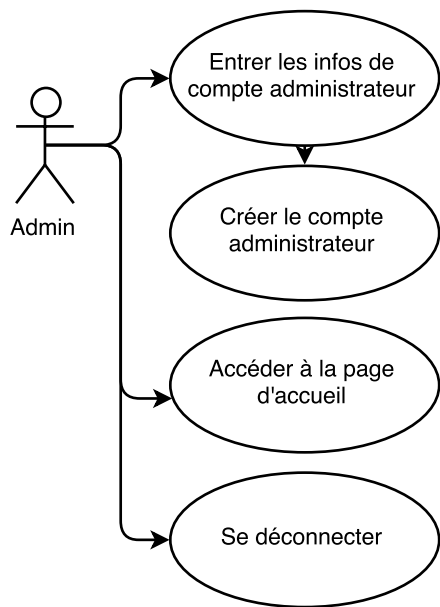 Entrer les infos de
compte administrateur
Admin
Créer le compte
administrateur
Accéder à la page
d'accueil
Se déconnecter